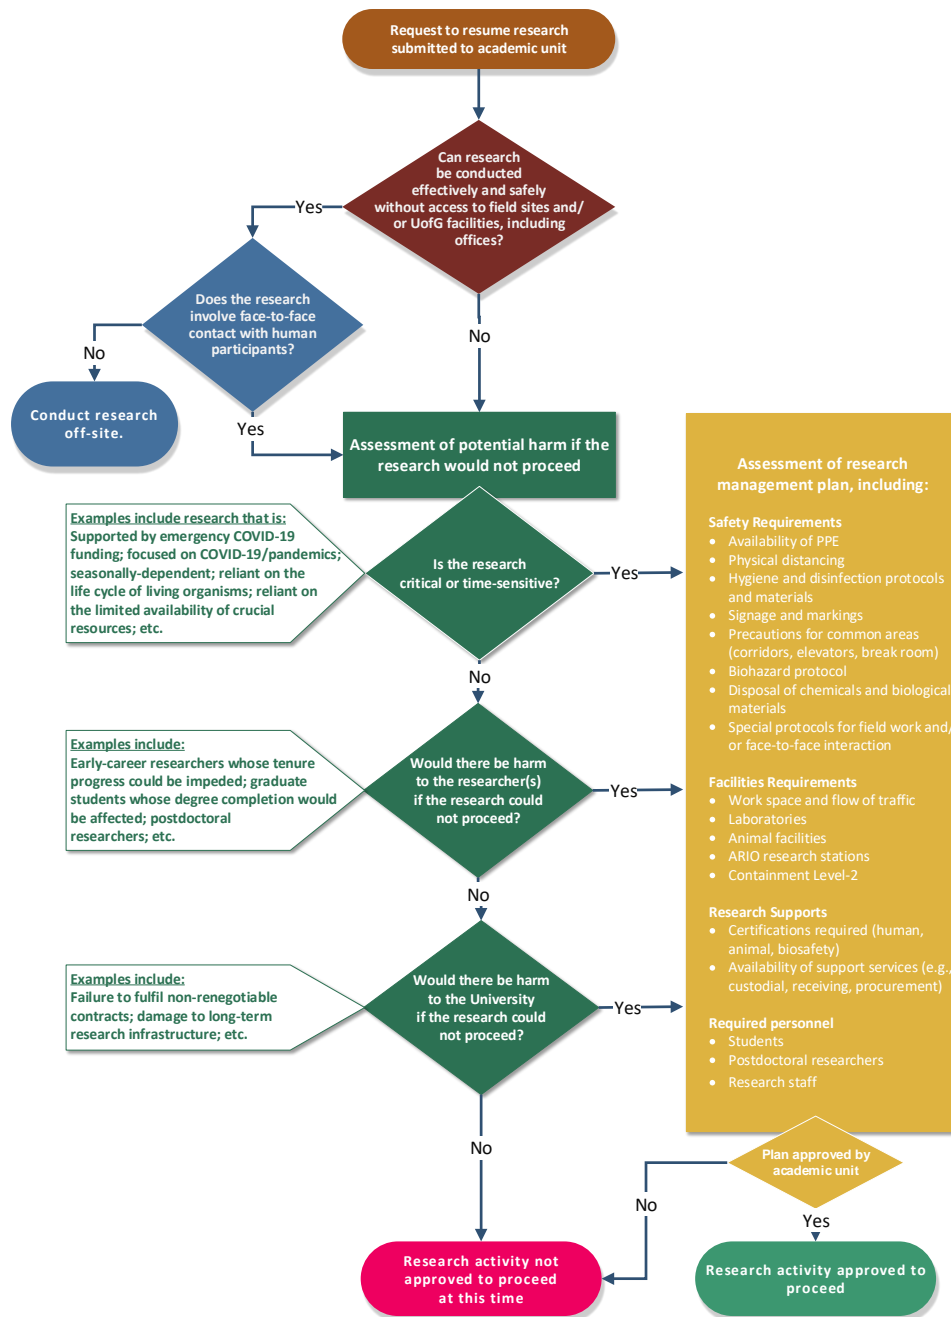 Request to resume research
submitted to academic unit
Can research
be conducted
effectively and safely
without access to field sites and/
or UofG facilities, including
offices?
Yes
Does the research
involve face-to-face
contact with human
participants?
No
No
Conduct research
off-site.
Yes
Assessment of potential harm if the
research would not proceed
Examples include research that is:
Supported by emergency COVID-19
funding; focused on COVID-19/pandemics;
seasonally-dependent; reliant on the
life cycle of living organisms; reliant on
the limited availability of crucial
resources; etc.
Is the research
critical or time-sensitive?
Yes
No
Examples include:
Early-career researchers whose tenure
progress could be impeded; graduate
students whose degree completion would
be affected; postdoctoral
researchers; etc.
Would there be harm
to the researcher(s)
if the research could
not proceed?
Yes
No
Examples include:
Failure to fulfil non-renegotiable
contracts; damage to long-term
research infrastructure; etc.
Would there be harm
to the University
if the research could
not proceed?
Yes
No
Assessment of research
management plan, including:
Safety Requirements
• Availability of PPE
• Physical distancing
• Hygiene and disinfection protocols
and materials
• Signage and markings
• Precautions for common areas
(corridors, elevators, break room)
• Biohazard protocol
• Disposal of chemicals and biological
materials
• Special protocols for field work and/
or face-to-face interaction
Facilities Requirements
• Work space and flow of traffic
• Laboratories
• Animal facilities
• ARIO research stations
• Containment Level-2
Research Supports
• Certifications required (human,
animal, biosafety)
• Availability of support services (e.g.,
custodial, receiving, procurement)
Required personnel
• Students
• Postdoctoral researchers
• Research staff
Plan approved by
academic unit
No
Yes
Research activity not
approved to proceed
at this time
Research activity approved to
proceed